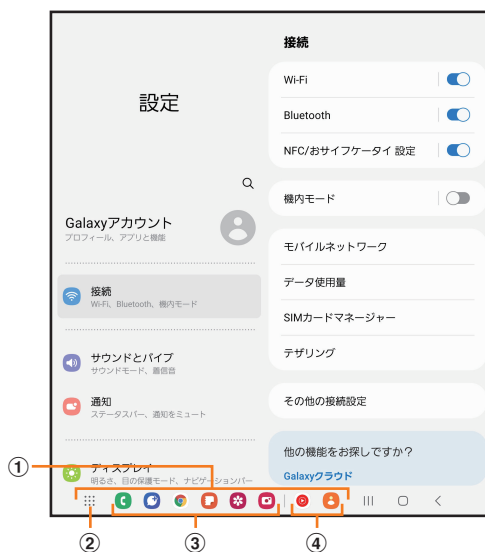 設定
Galaxyアカウント
プロフィール、アプリと機能
接続
Wi-Fi、Bluetooth、機内モード
サウンドとバイブ
サウンドモード、着信音
通知
ステータスバー、通知をミュート
ディスプレイ
明るさ、目の保護モード、ナビゲーションバー
接続
Wi-Fi
Bluetooth
NFC/おサイフケータイ 設定
機内モード
モバイルネットワーク
データ使用量
SIMカードマネージャー
テザリング
その他の接続設定
他の機能をお探しですか？
Galaxyクラウド
①
②
③
④